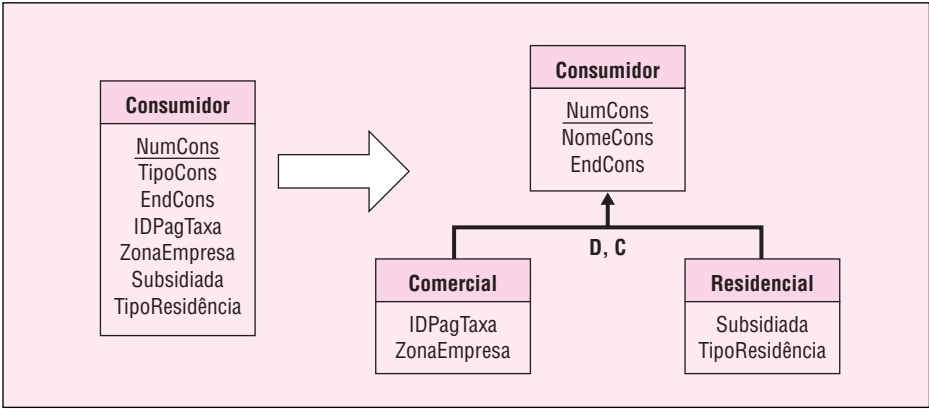 Consumidor
NumCons
TipoCons
EndCons
IDPagTaxa
ZonaEmpresa
Subsidiada
TipoResidência
Consumidor
NumCons
NomeCons
EndCons
D, C
Comercial
IDPagTaxa
ZonaEmpresa
Residencial
Subsidiada
TipoResidência